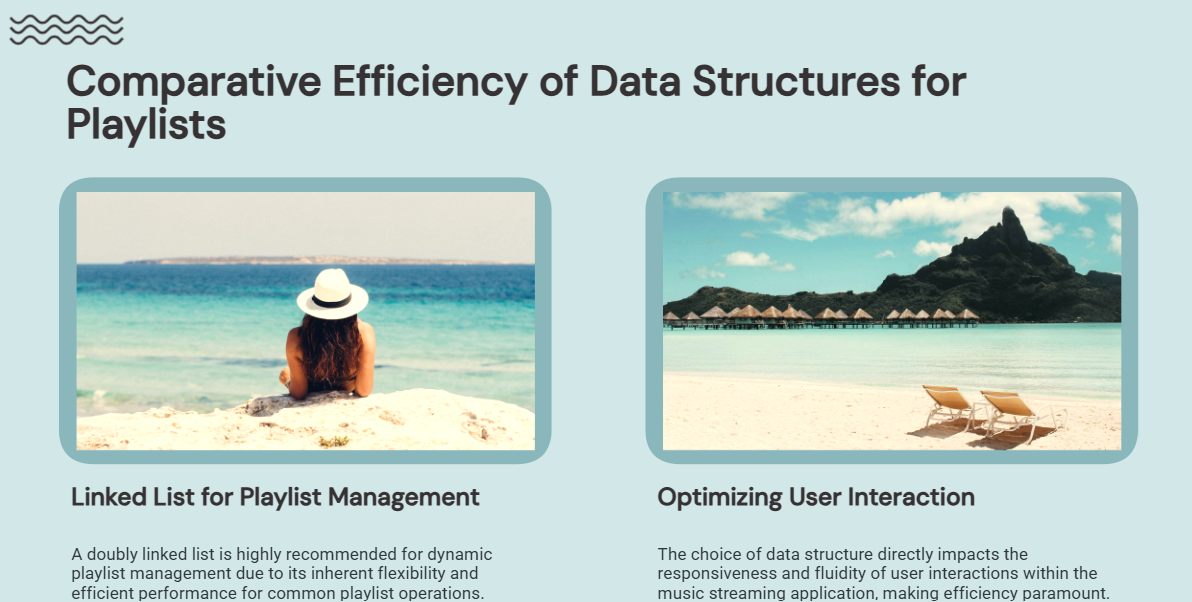 Comparative Efficiency of Data Structures for
Playlists
Linked List for Playlist Management
A doubly linked list is highly recommended for dynamic
playlist management due to its inherent flexibility and
efficient performance for common playlist operations.
Optimizing User Interaction
The choice of data structure directly impacts the
responsiveness and fluidity of user interactions within the
music streaming application, making efficiency paramount.